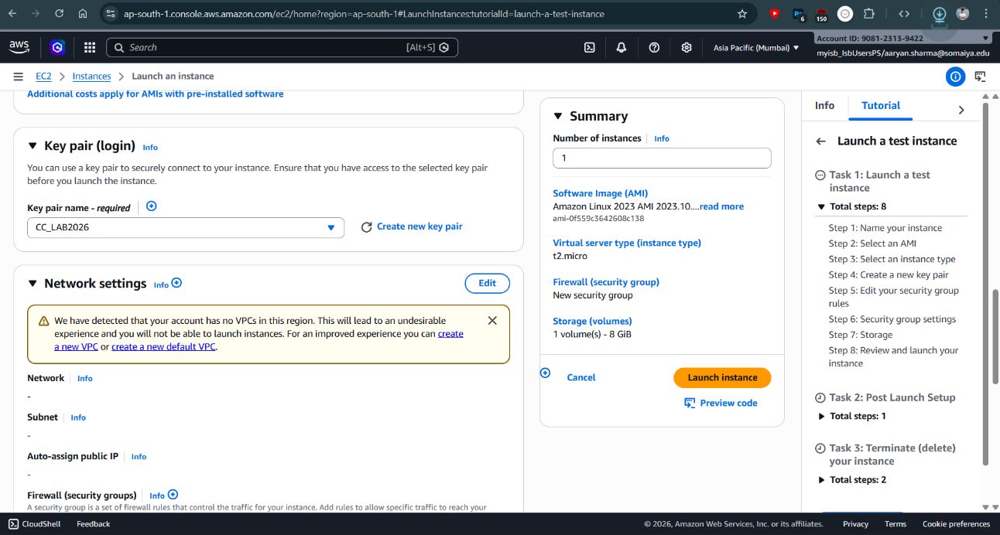 ap-south-1.console.aws.amazon.com/ec2/home?region=ap-south-1#LaunchInstances:tutorialId=launch-a-test-instance
6
150
aws
Search
[Alt+S]
Asia Pacific (Mumbai)
Account ID: 9081-2313-9422
myisb_IsbUsersPS/aaryan.sharma@somaiya.edu
EC2
Instances
Launch an instance
Additional costs apply for AMIs with pre-installed software
Key pair (login) Info
You can use a key pair to securely connect to your instance. Ensure that you have access to the selected key pair
before you launch the instance.
Key pair name - required
CC_LAB2026
Create new key pair
Network settings Info
Edit
We have detected that your account has no VPCs in this region. This will lead to an undesirable
experience and you will not be able to launch instances. For an improved experience you can create
a new VPC or create a new default VPC.
Network Info
-
Subnet Info
-
Auto-assign public IP Info
-
Firewall (security groups) Info
A security group is a set of firewall rules that control the traffic for your instance. Add rules to allow specific traffic to reach your
Summary
Number of instances Info
1
Software Image (AMI)
Amazon Linux 2023 AMI 2023.10....read more
ami-0f559c3642608c138
Virtual server type (instance type)
t2.micro
Firewall (security group)
New security group
Storage (volumes)
1 volume(s) - 8 GiB
Cancel
Launch instance
Preview code
Info
Tutorial
Launch a test instance
Task 1: Launch a test
instance
Total steps: 8
Step 1: Name your instance
Step 2: Select an AMI
Step 3: Select an instance type
Step 4: Create a new key pair
Step 5: Edit your security group
rules
Step 6: Security group settings
Step 7: Storage
Step 8: Review and launch your
instance
Task 2: Post Launch Setup
Total steps: 1
Task 3: Terminate (delete)
your instance
Total steps: 2
CloudShell
Feedback
© 2026, Amazon Web Services, Inc. or its affiliates.
Privacy
Terms
Cookie preferences